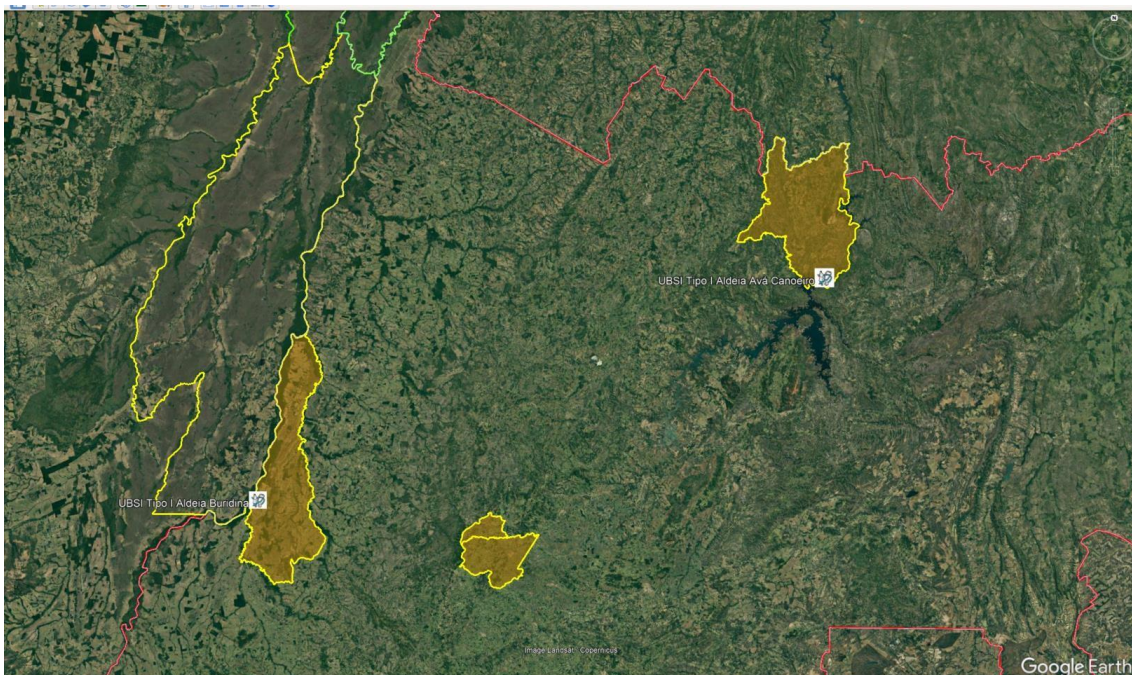 UBSI Tipo I Aldeia Avá Canoeiro
UBSI Tipo I Aldeia Buridina
Image Landsat / Copernicus
Google Earth